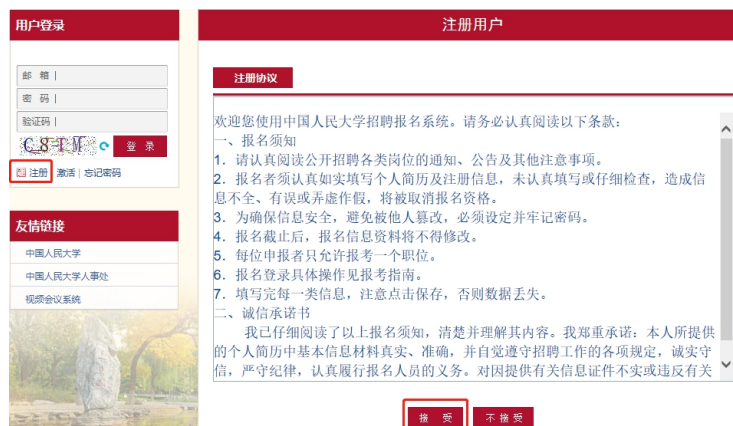 用户登录
邮 箱 |
密 码 |
验证码 |
C8TM
登 录
注册 激活 | 忘记密码
友情链接
中国人民大学
中国人民大学人事处
视频会议系统
注册用户
注册协议
欢迎您使用中国人民大学招聘报名系统。请务必认真阅读以下条款：
一、报名须知
1. 请认真阅读公开招聘各类岗位的通知、公告及其他注意事项。
2. 报名者须认真如实填写个人简历及注册信息，未认真填写或仔细检查，造成信
息不全、有误或弄虚作假，将被取消报名资格。
3. 为确保信息安全，避免被他人篡改，必须设定并牢记密码。
4. 报名截止后，报名信息资料将不得修改。
5. 每位申报者只允许报考一个职位。
6. 报名登录具体操作见报考指南。
7. 填写完每一类信息，注意点击保存，否则数据丢失。
二、诚信承诺书
我已仔细阅读了以上报名须知，清楚并理解其内容。我郑重承诺：本人所提供
的个人简历中基本信息材料真实、准确，并自觉遵守招聘工作的各项规定，诚实守
信，严守纪律，认真履行报名人员的义务。对因提供有关信息证件不实或违反有关
接 受
不 接 受